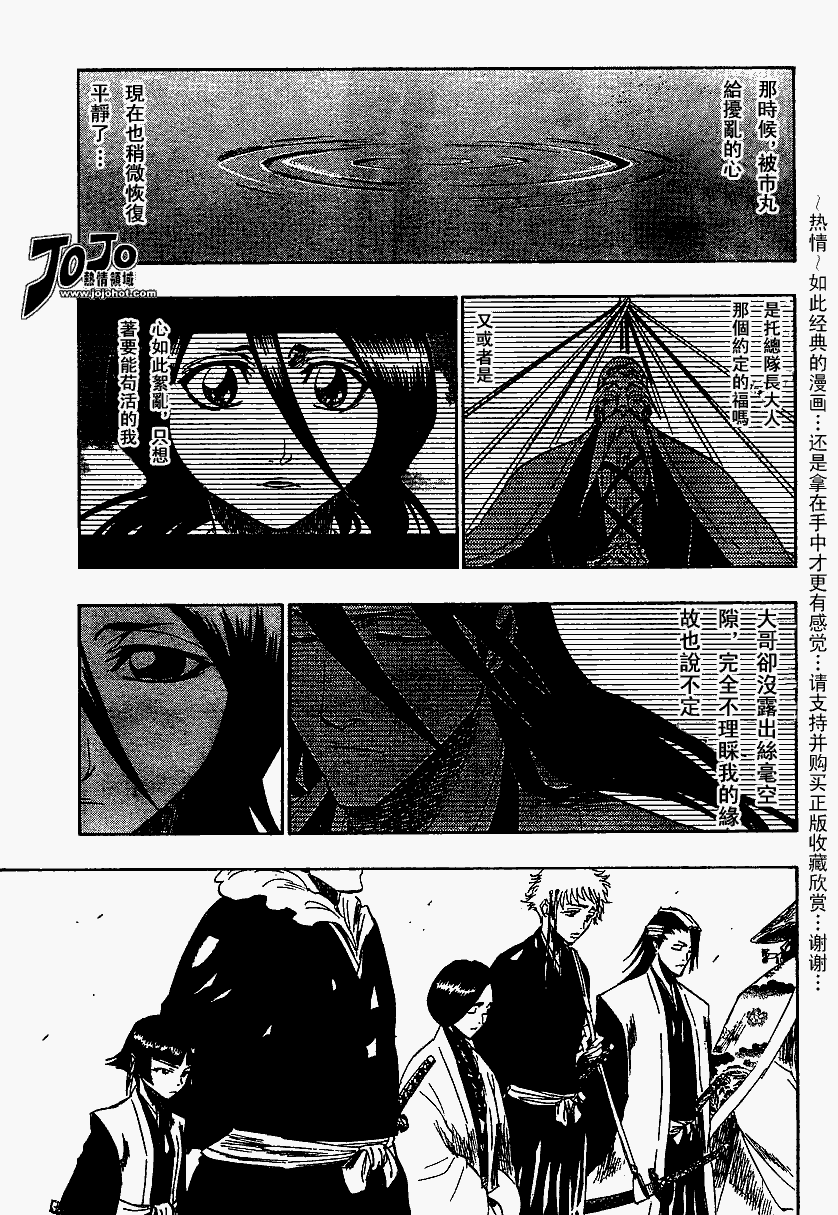 那時候，被市丸
給擾亂的心
現在也稍微恢復
平靜了…
JOJO
熱情領域
www.jojohot.com
是托總隊長大人
那個約定的福嗎
又或者是
心如此絮亂，只想
著要能苟活的我
大哥卻沒露出絲毫空
隙，完全不理睬我的緣
故也說不定
～热情～如此经典的漫画…还是拿在手中才更有感觉…请支持并购买正版收藏欣赏…谢谢…